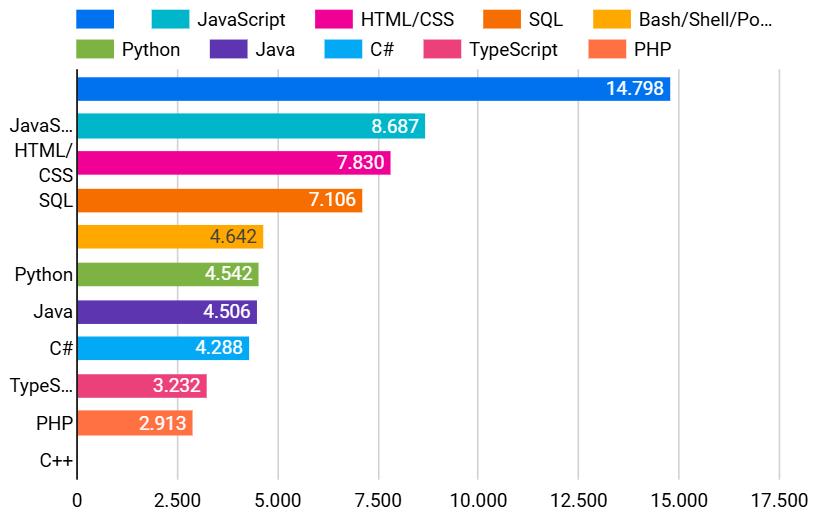 JavaScript HTML/CSS SQL Bash/Shell/Po…
Python Java C# TypeScript PHP
14.798
JavaS… 8.687
HTML/
CSS
7.830
SQL 7.106
4.642
Python 4.542
Java 4.506
C# 4.288
TypeS… 3.232
PHP 2.913
C++
0 2.500 5.000 7.500 10.000 12.500 15.000 17.500